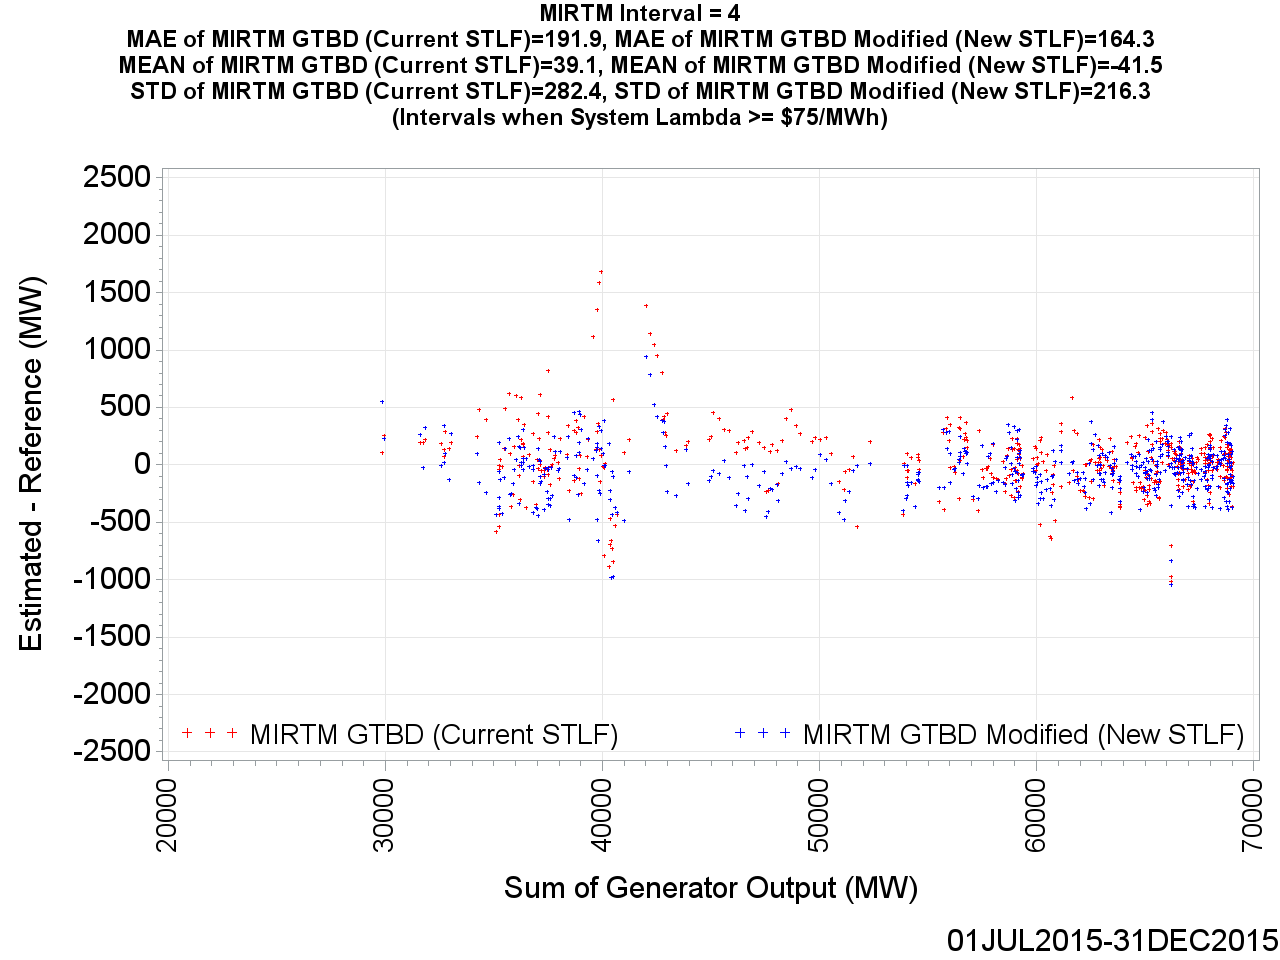 MIRTM Interval = 4
MAE of MIRTM GTBD (Current STLF)=191.9, MAE of MIRTM GTBD Modified (New STLF)=164.3
MEAN of MIRTM GTBD (Current STLF)=39.1, MEAN of MIRTM GTBD Modified (New STLF)=-41.5
STD of MIRTM GTBD (Current STLF)=282.4, STD of MIRTM GTBD Modified (New STLF)=216.3
(Intervals when System Lambda >= $75/MWh)
Estimated - Reference (MW)
2500
2000
1500
1000
500
0
-500
-1000
-1500
-2000
-2500
MIRTM GTBD (Current STLF)
MIRTM GTBD Modified (New STLF)
20000
30000
40000
50000
60000
70000
Sum of Generator Output (MW)
01JUL2015-31DEC2015